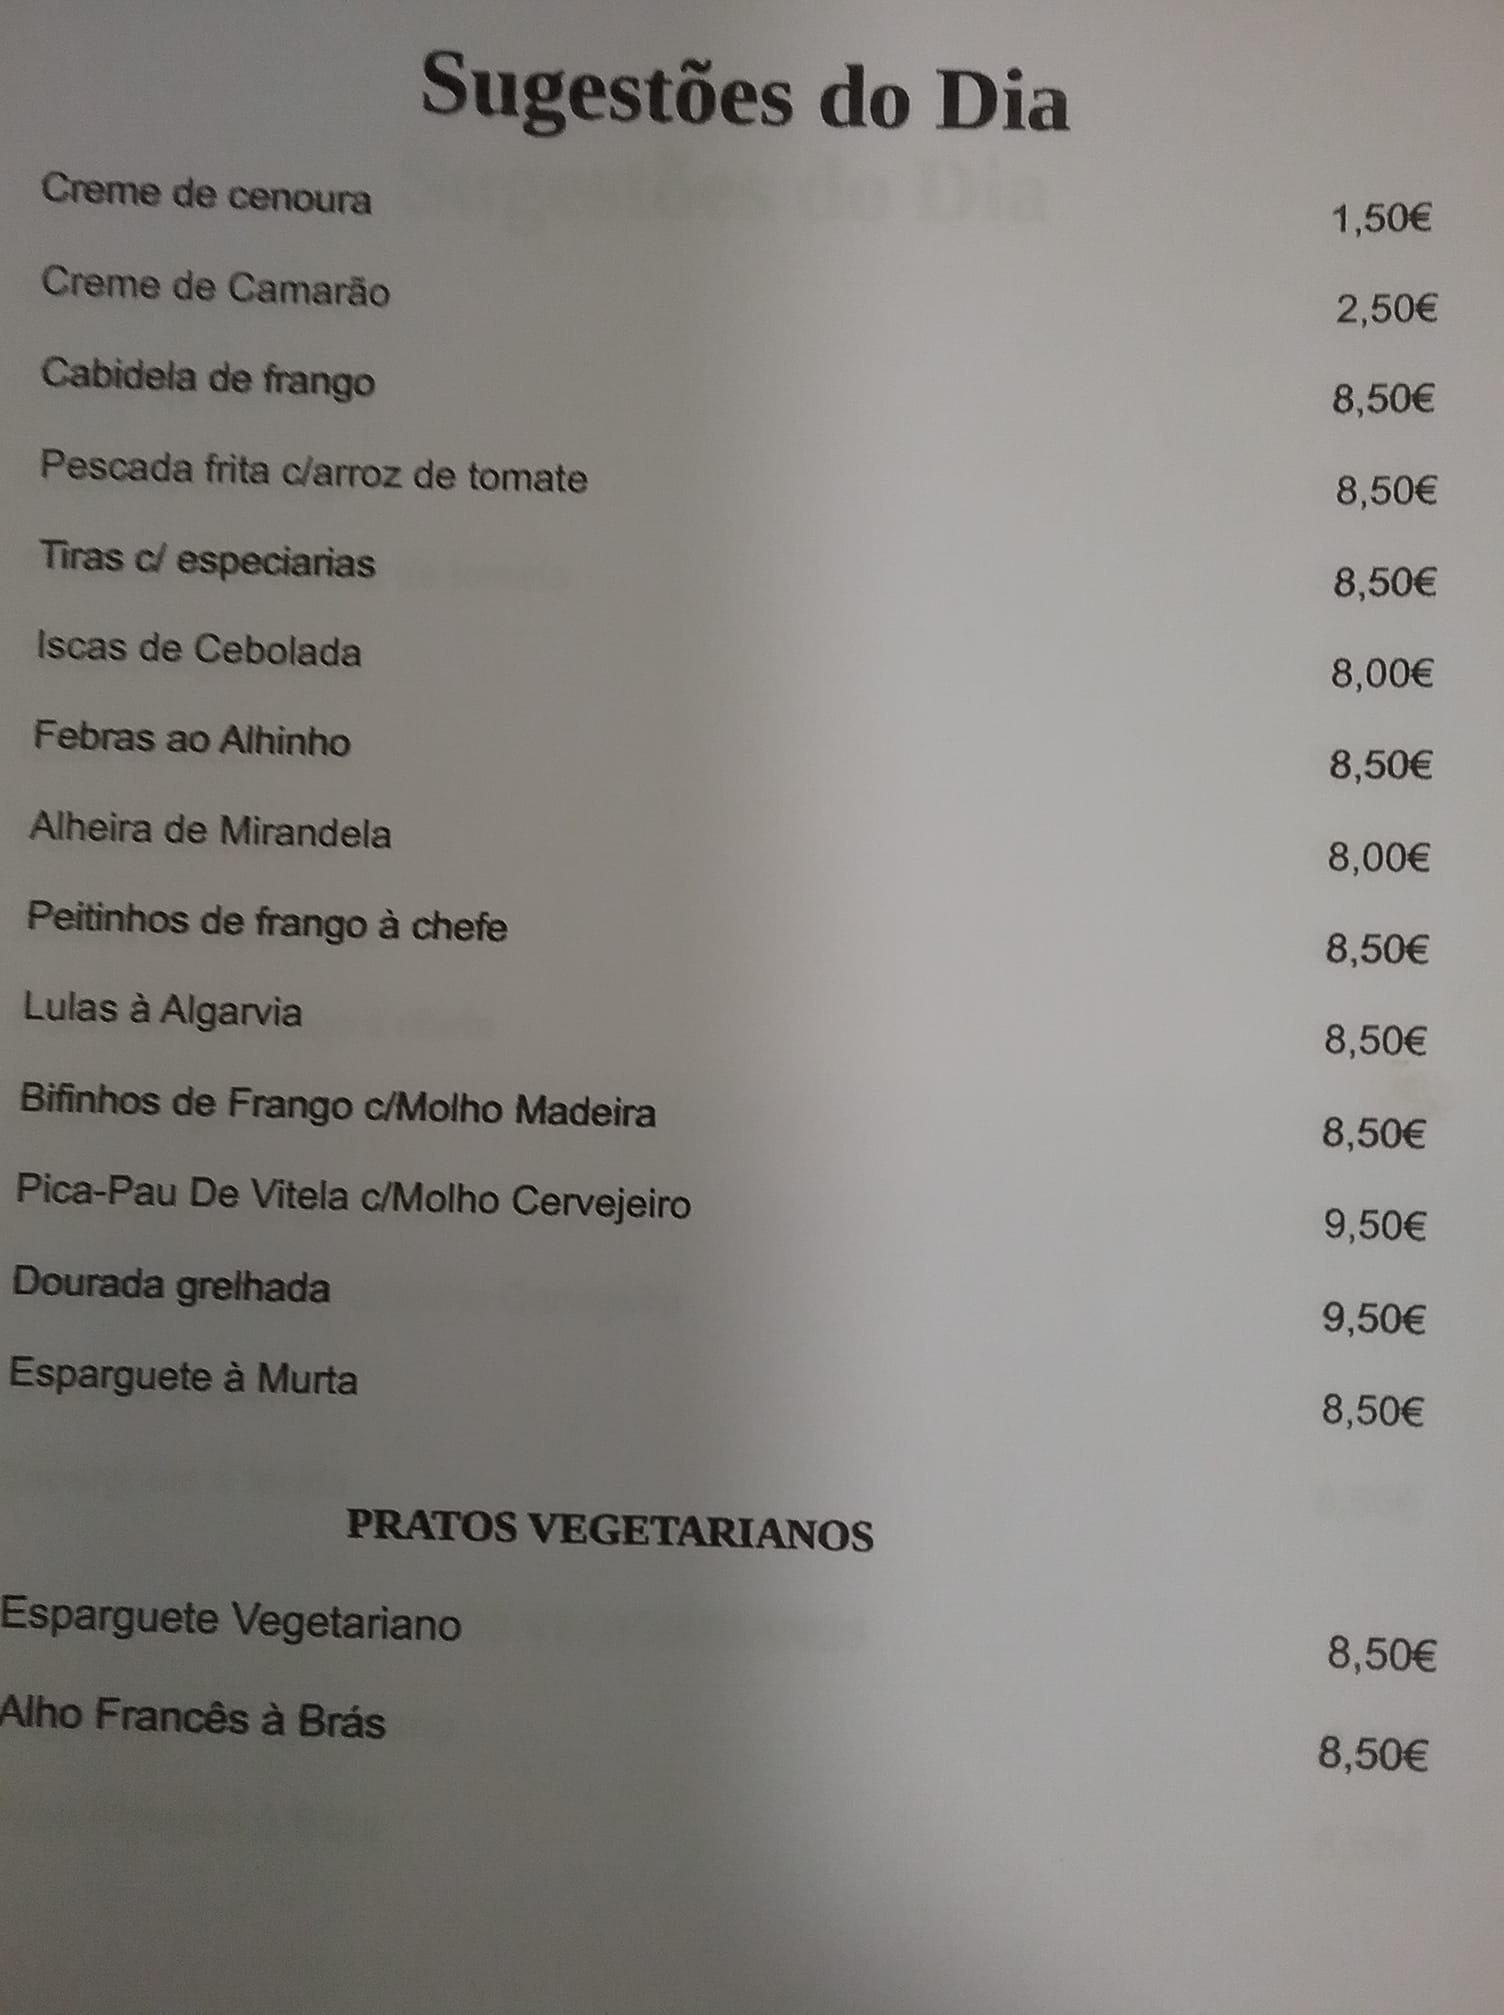 Sugestões do Dia
Creme de cenoura 1,50€
Creme de Camarão 2,50€
Cabidela de frango 8,50€
Pescada frita c/arroz de tomate 8,50€
Tiras c/ especiarias 8,50€
Iscas de Cebolada 8,00€
Febras ao Alhinho 8,50€
Alheira de Mirandela 8,00€
Peitinhos de frango à chefe 8,50€
Lulas à Algarvia 8,50€
Bifinhos de Frango c/Molho Madeira 8,50€
Pica-Pau De Vitela c/Molho Cervejeiro 9,50€
Dourada grelhada 9,50€
Esparguete à Murta 8,50€
PRATOS VEGETARIANOS
Esparguete Vegetariano 8,50€
Alho Francês à Brás 8,50€